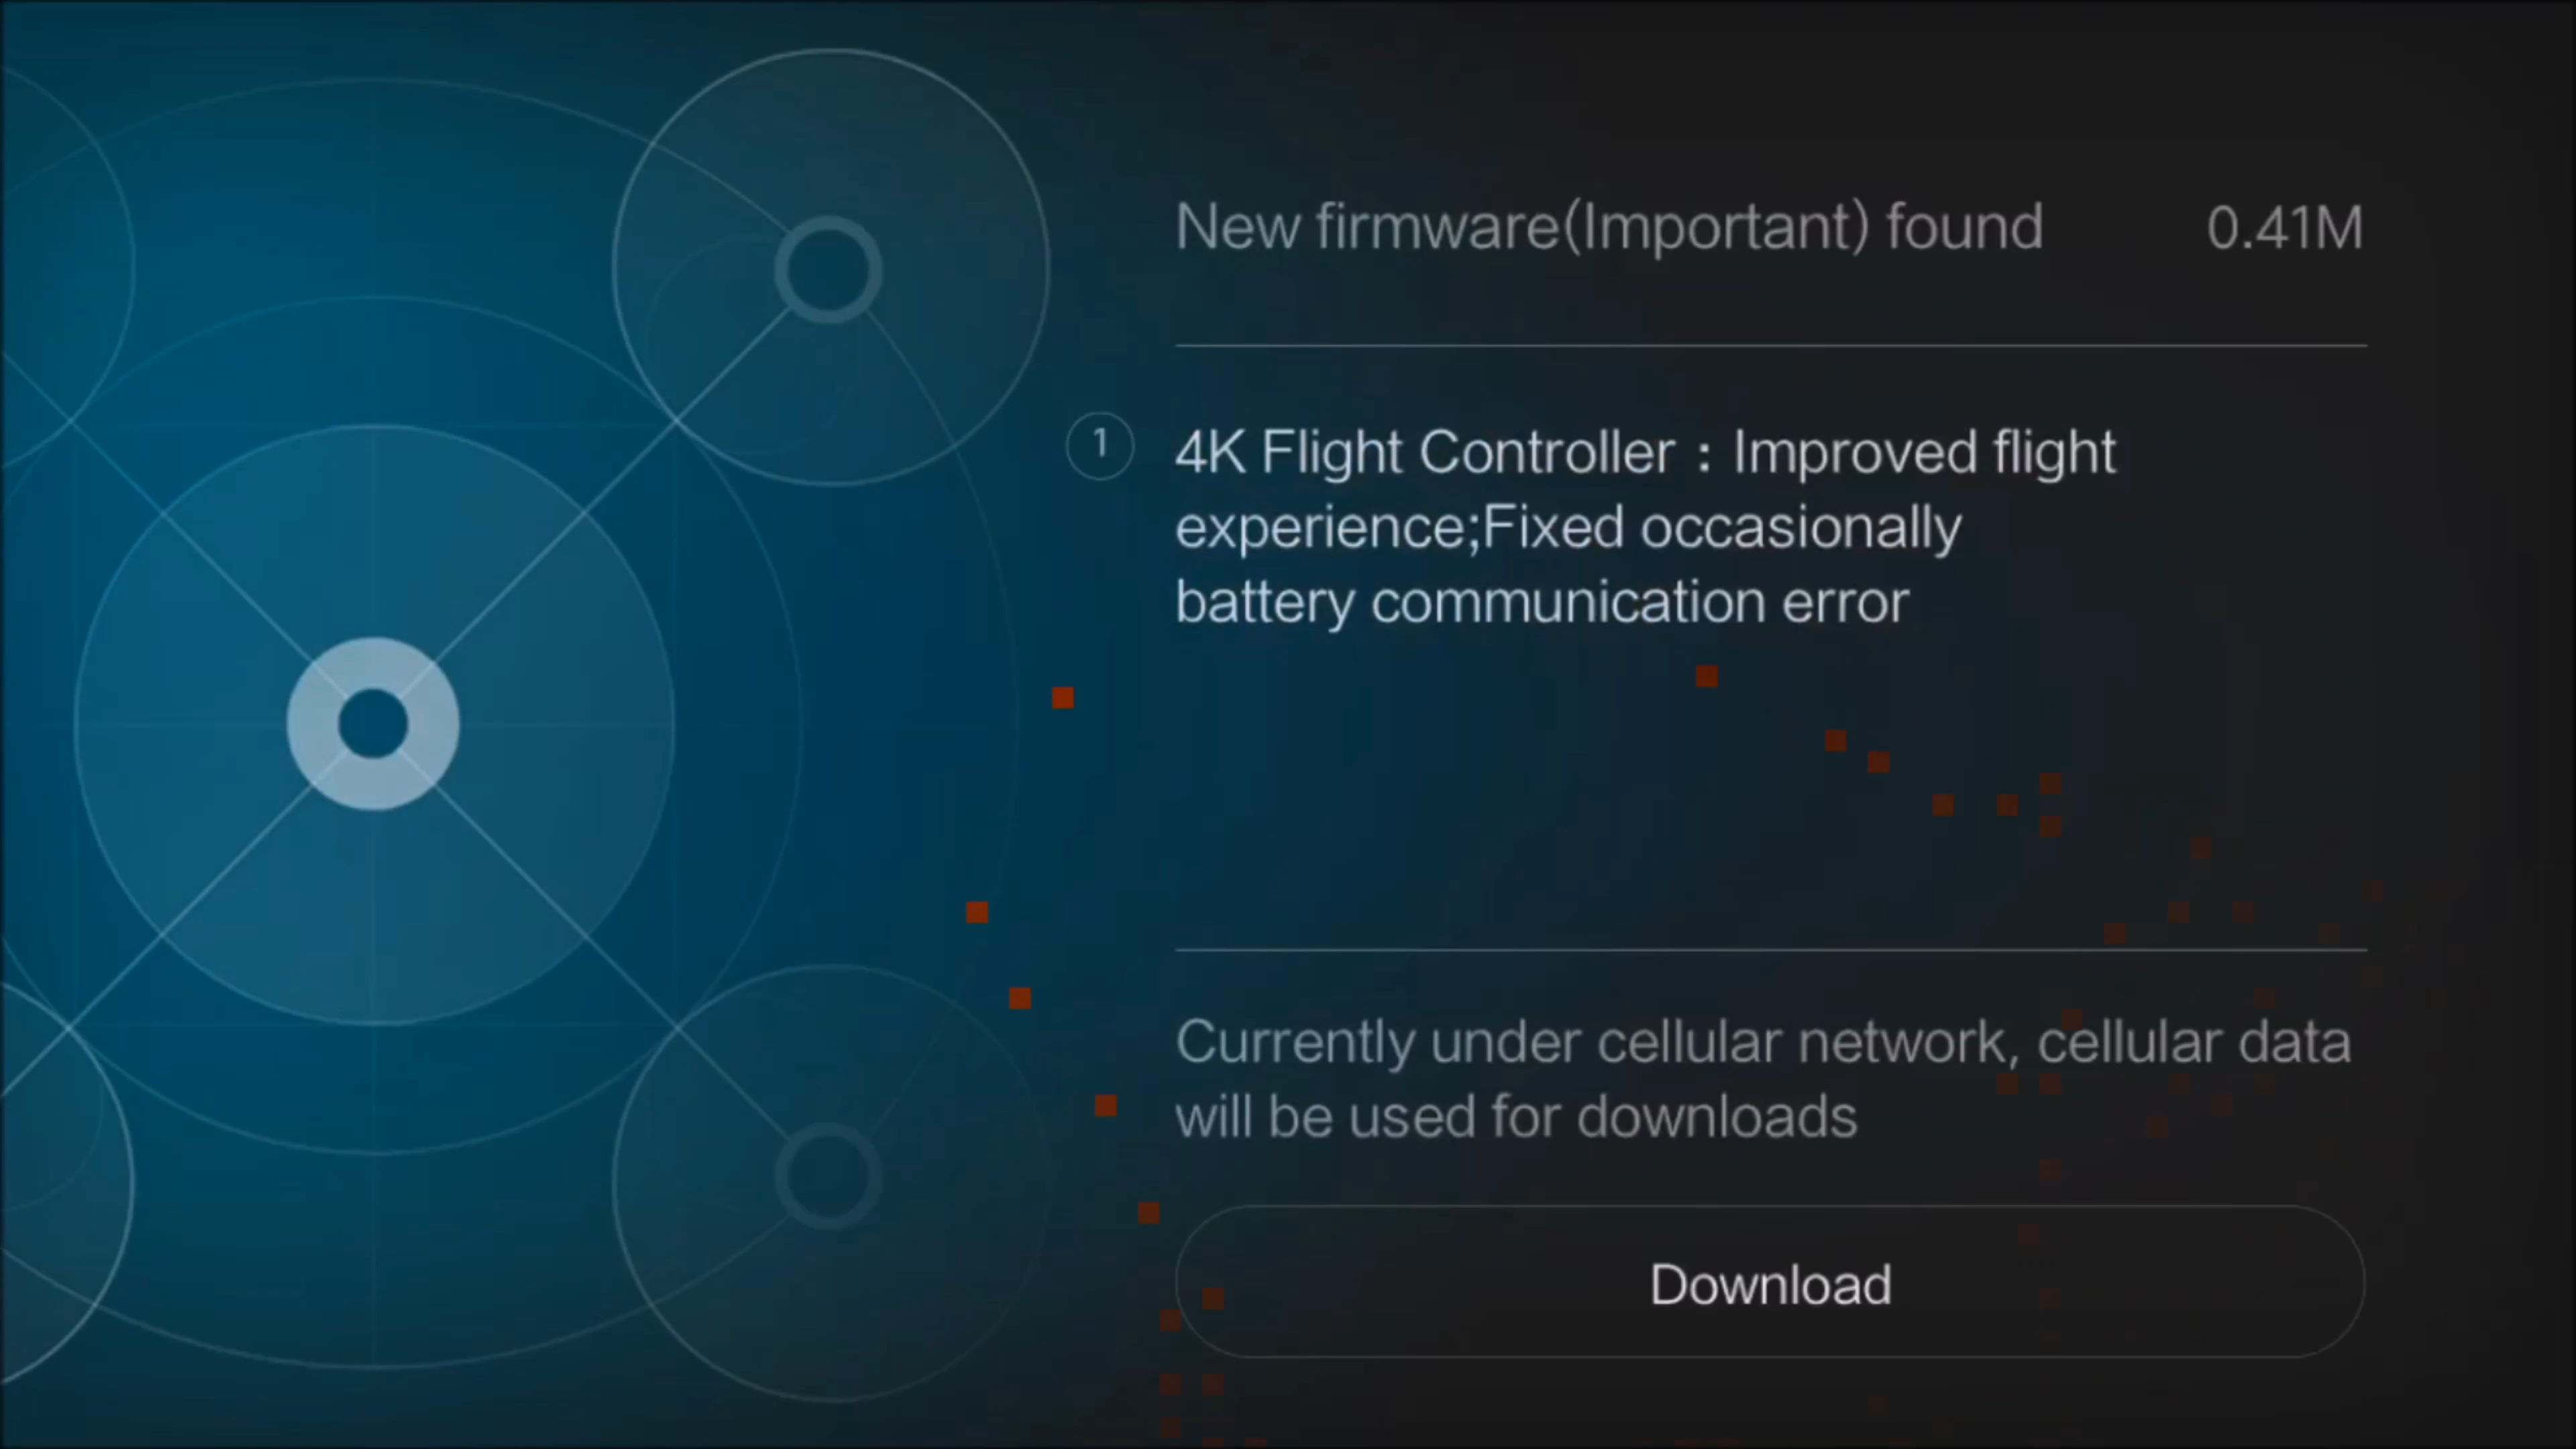 New firmware(Important) found 0.41M
1 4K Flight Controller：Improved flight
experience;Fixed occasionally
battery communication error
Currently under cellular network, cellular data
will be used for downloads
Download